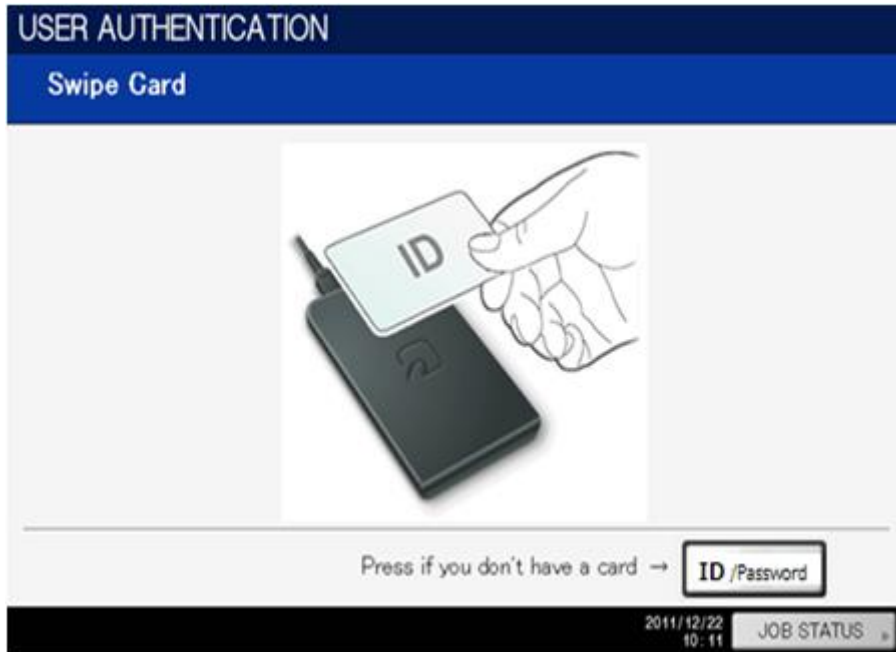 USER AUTHENTICATION
Swipe Card
ID
Press if you don't have a card → ID /Password
2011/12/22
10:11
JOB STATUS